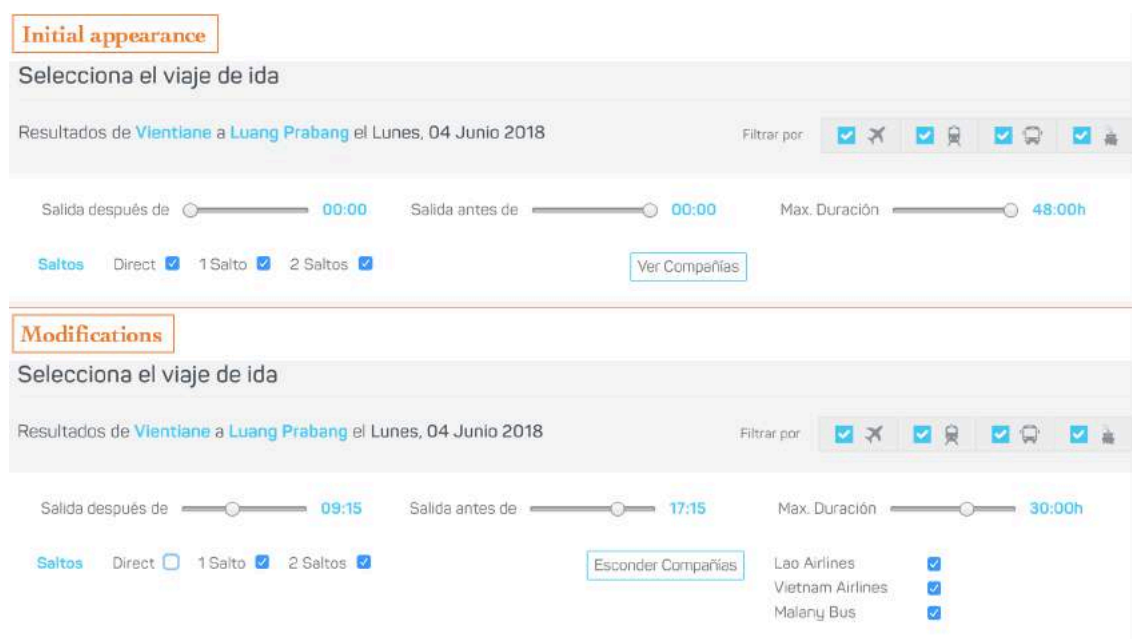 Initial appearance
Selecciona el viaje de ida
Resultados de Vientiane a Luang Prabang el Lunes, 04 Junio 2018 Filtrar por
Salida después de 00:00 Salida antes de 00:00 Max. Duración 48:00h
Saltos Direct 1 Salto 2 Saltos Ver Compañías
Modifications
Selecciona el viaje de ida
Resultados de Vientiane a Luang Prabang el Lunes, 04 Junio 2018 Filtrar por
Salida después de 09:15 Salida antes de 17:15 Max. Duración 30:00h
Saltos Direct 1 Salto 2 Saltos Esconder Compañías Lao Airlines
Vietnam Airlines
Malany Bus